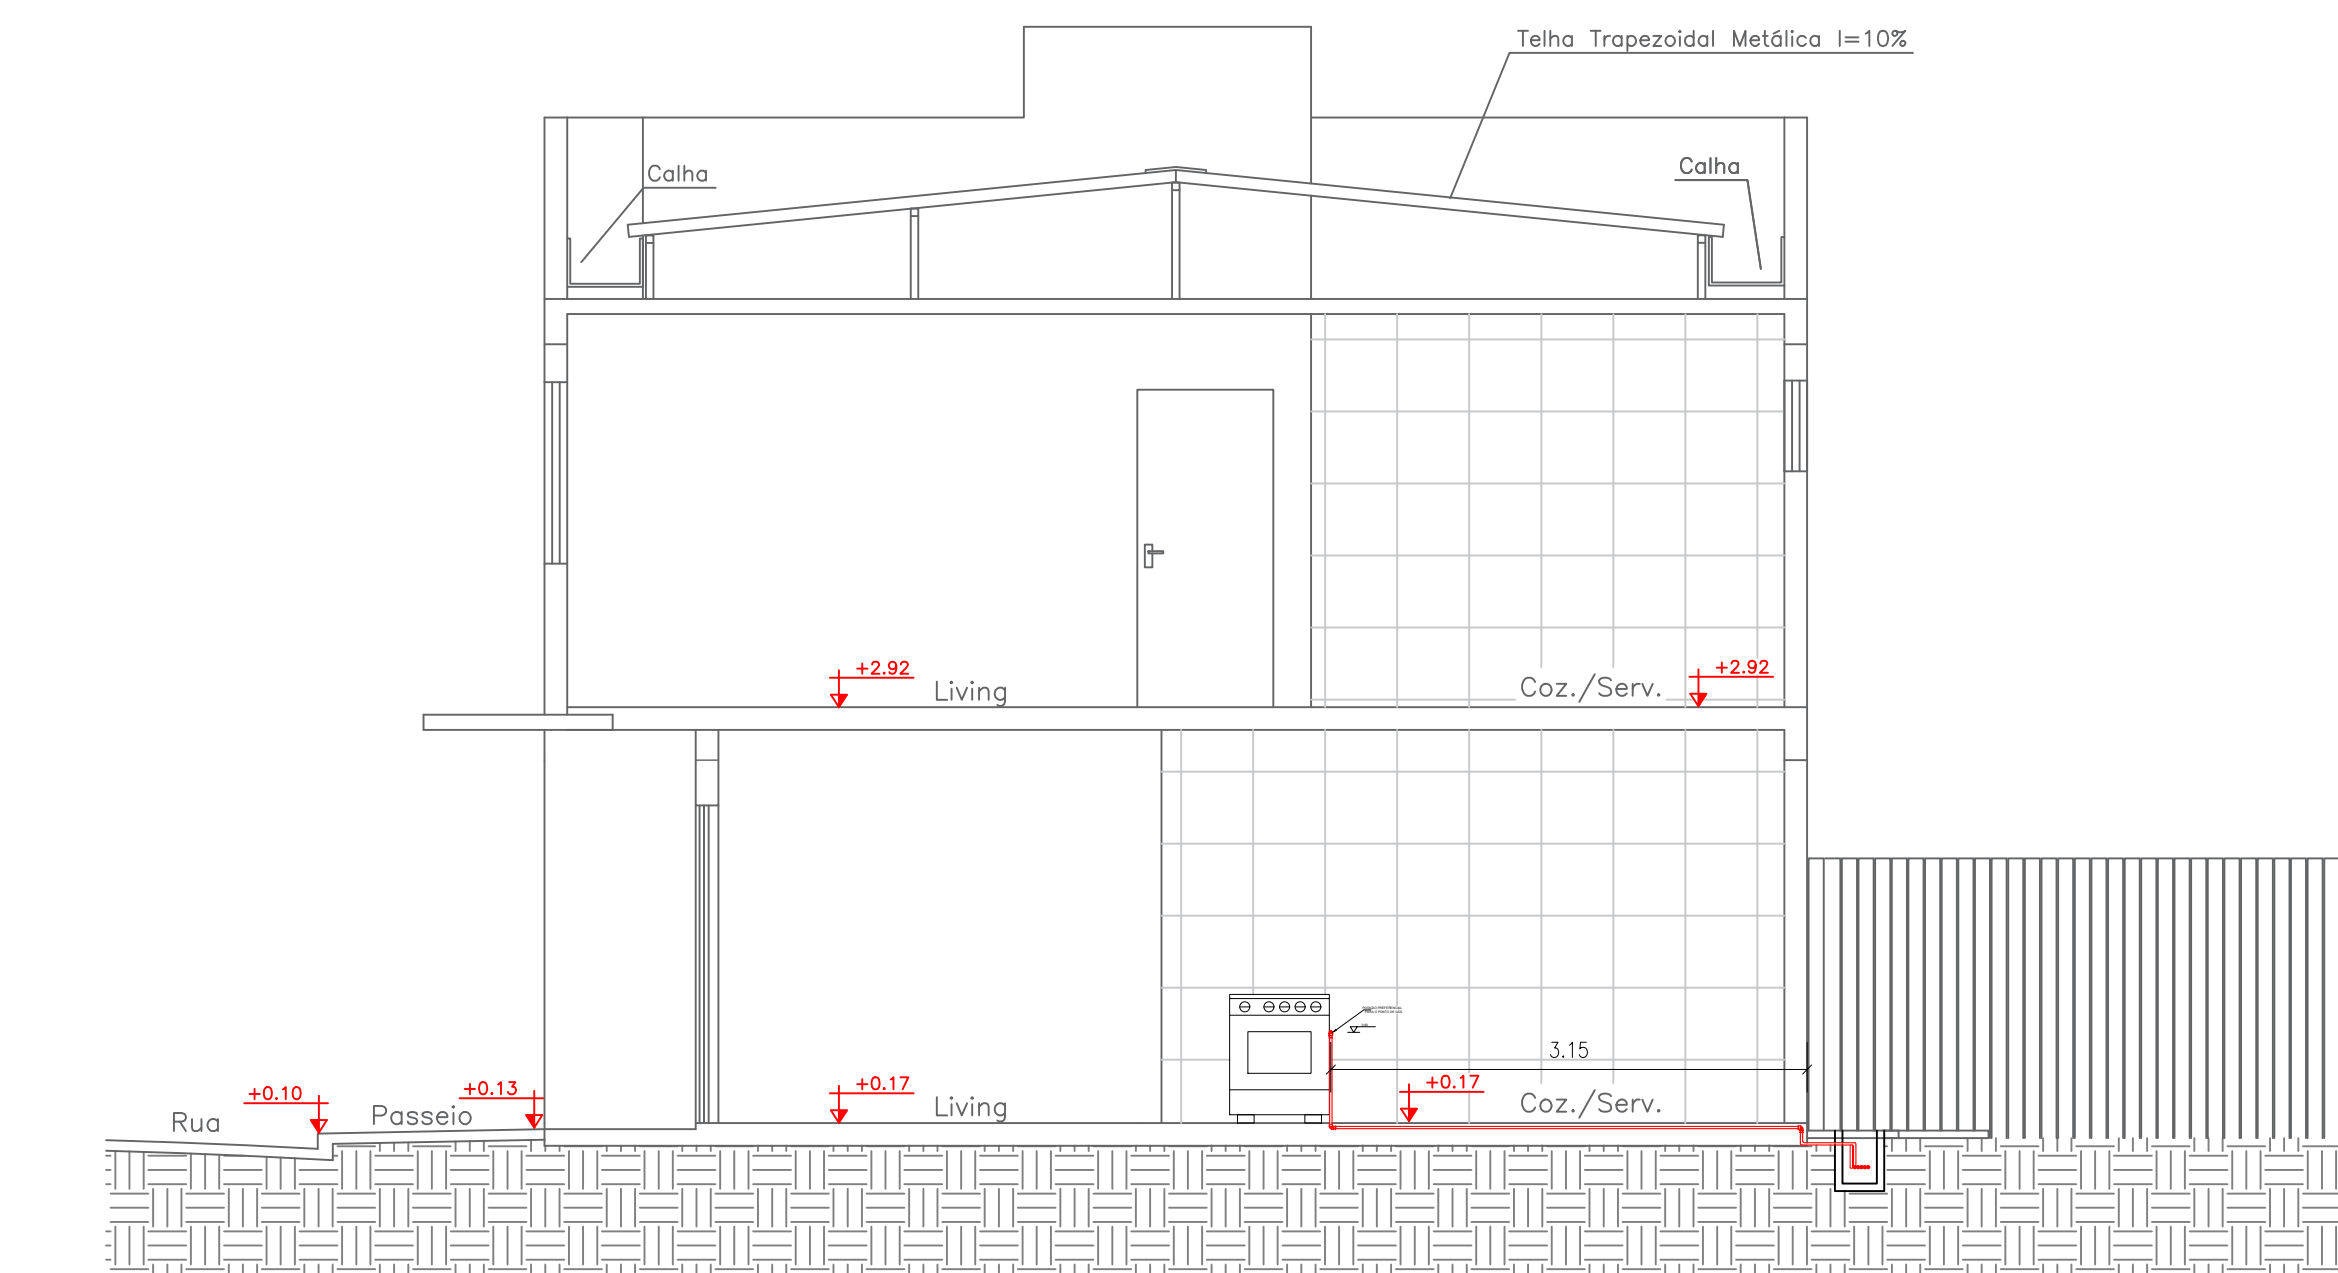 Telha Trapezoidal Metálica I=10%
Calha
Calha
+2.92
Living
Coz./Serv.
+2.92
3.15
+0.10
Rua
Passeio
+0.13
+0.17
Living
+0.17
Coz./Serv.